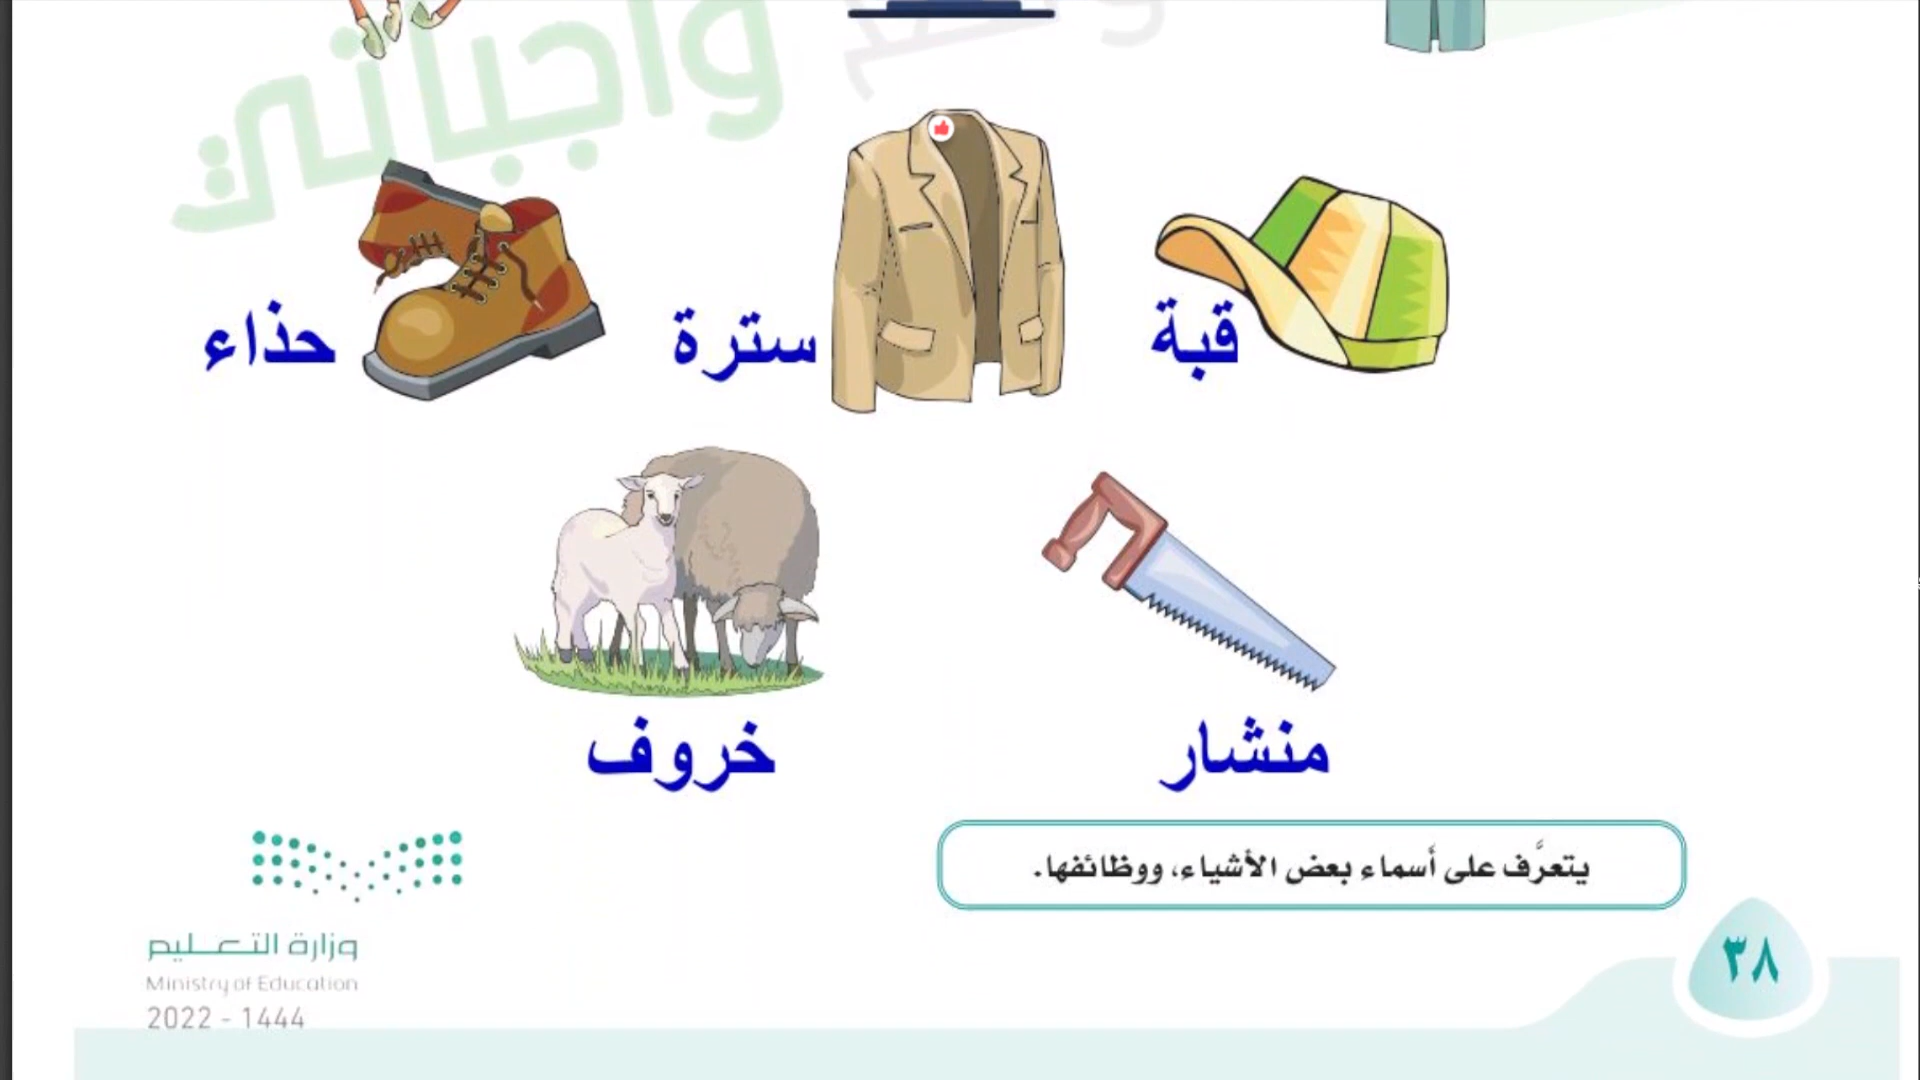 واجباتي
قبة
سترة
حذاء
منشار
خروف
يتعرَّف على أسماء بعض الأشياء، ووظائفها.
وزارة التعليم
Ministry of Education
2022 - 1444
٣٨